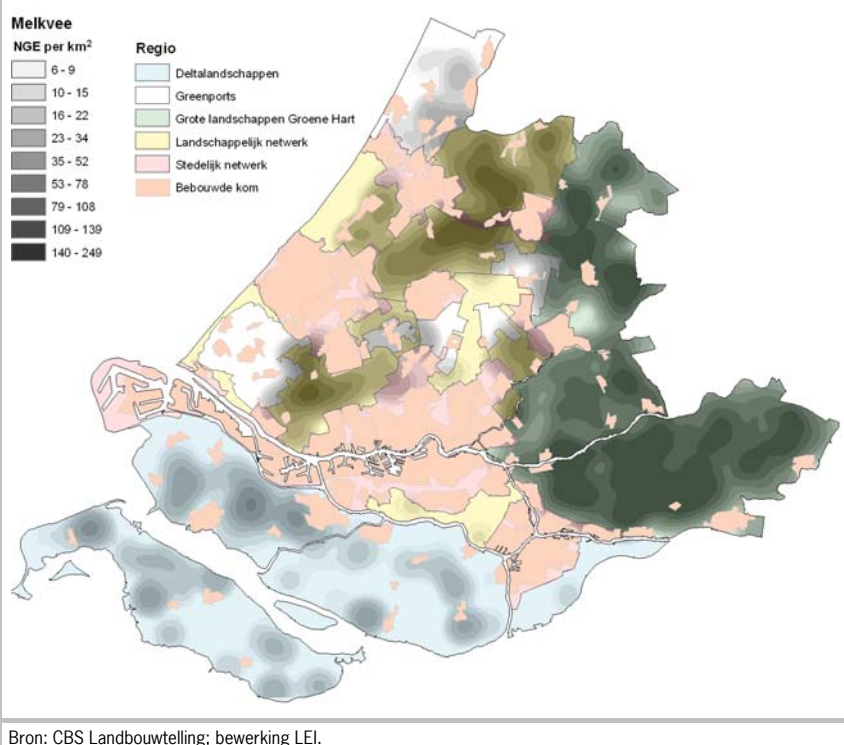 Melkvee
NGE per km²
6 - 9
10 - 15
16 - 22
23 - 34
35 - 52
53 - 78
79 - 108
109 - 139
140 - 249
Regio
Deltalandschappen
Greenports
Grote landschappen Groene Hart
Landschappelijk netwerk
Stedelijk netwerk
Bebouwde kom
Bron: CBS Landbouwtelling; bewerking LEI.